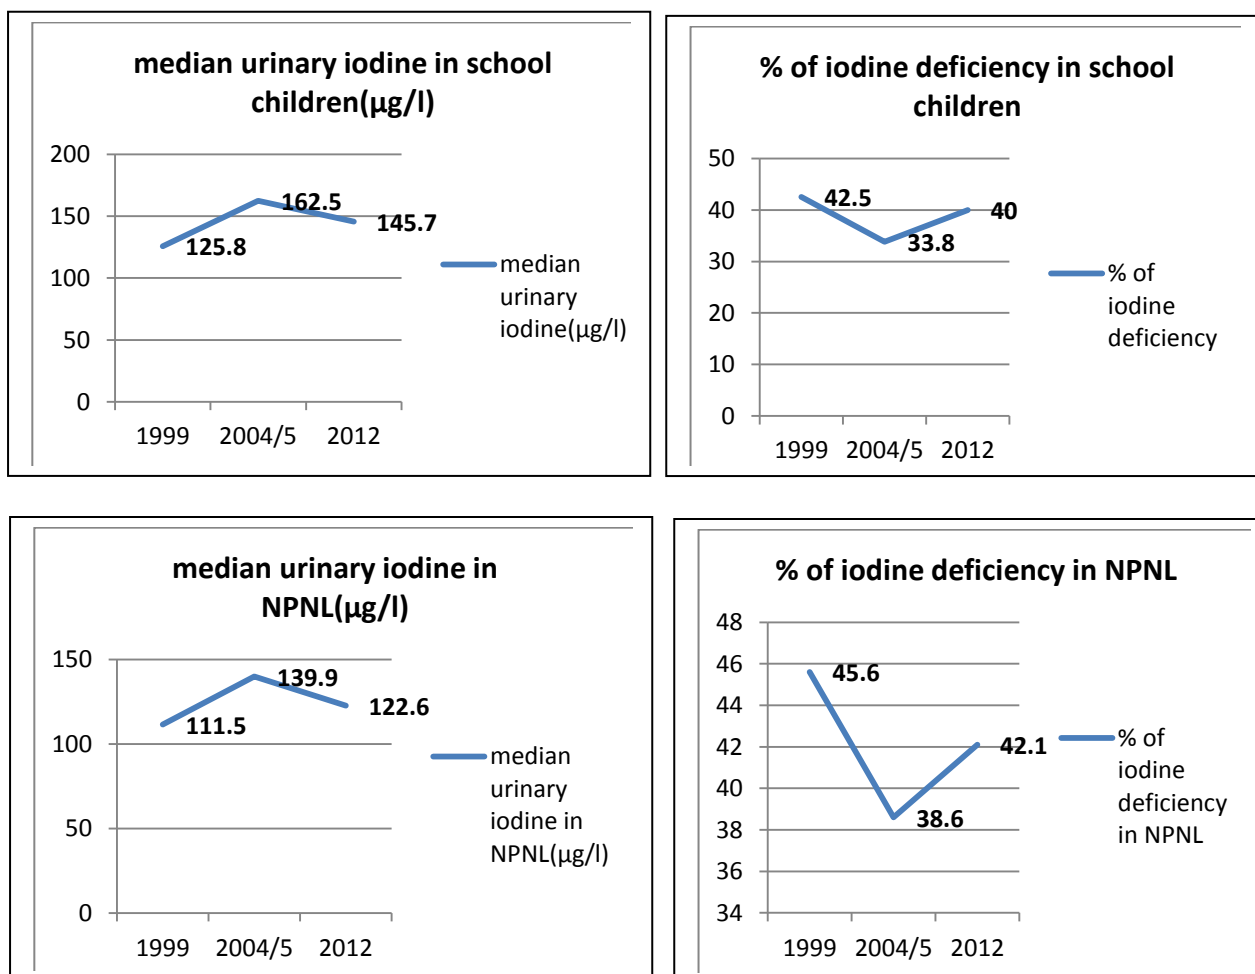 median urinary iodine in school
children(µg/l)
200
150
100
50
0
162.5
145.7
125.8
median
urinary
iodine(µg/l)
1999 2004/5 2012
% of iodine deficiency in school
children
50
40
30
20
10
0
42.5
40
33.8
% of
iodine
deficiency
1999 2004/5 2012
median urinary iodine in
NPNL(µg/l)
150
100
50
0
139.9
122.6
111.5
median
urinary
iodine in
NPNL(µg/l)
1999 2004/5 2012
% of iodine deficiency in NPNL
48
46
44
42
40
38
36
34
45.6
42.1
38.6
% of
iodine
deficiency
in NPNL
1999 2004/5 2012